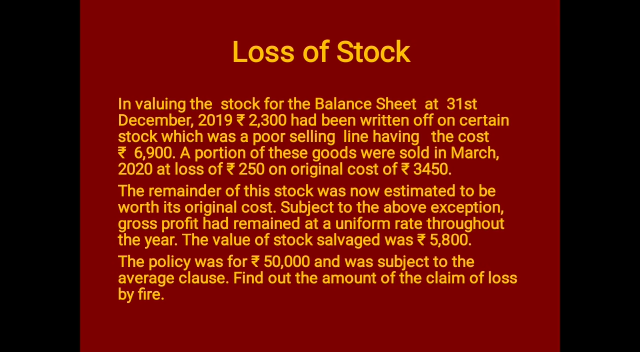 Loss of Stock
In valuing the stock for the Balance Sheet at 31st
December, 2019 ₹ 2,300 had been written off on certain
stock which was a poor selling line having the cost
₹ 6,900. A portion of these goods were sold in March,
2020 at loss of ₹ 250 on original cost of ₹ 3450.
The remainder of this stock was now estimated to be
worth its original cost. Subject to the above exception,
gross profit had remained at a uniform rate throughout
the year. The value of stock salvaged was ₹ 5,800.
The policy was for ₹ 50,000 and was subject to the
average clause. Find out the amount of the claim of loss
by fire.